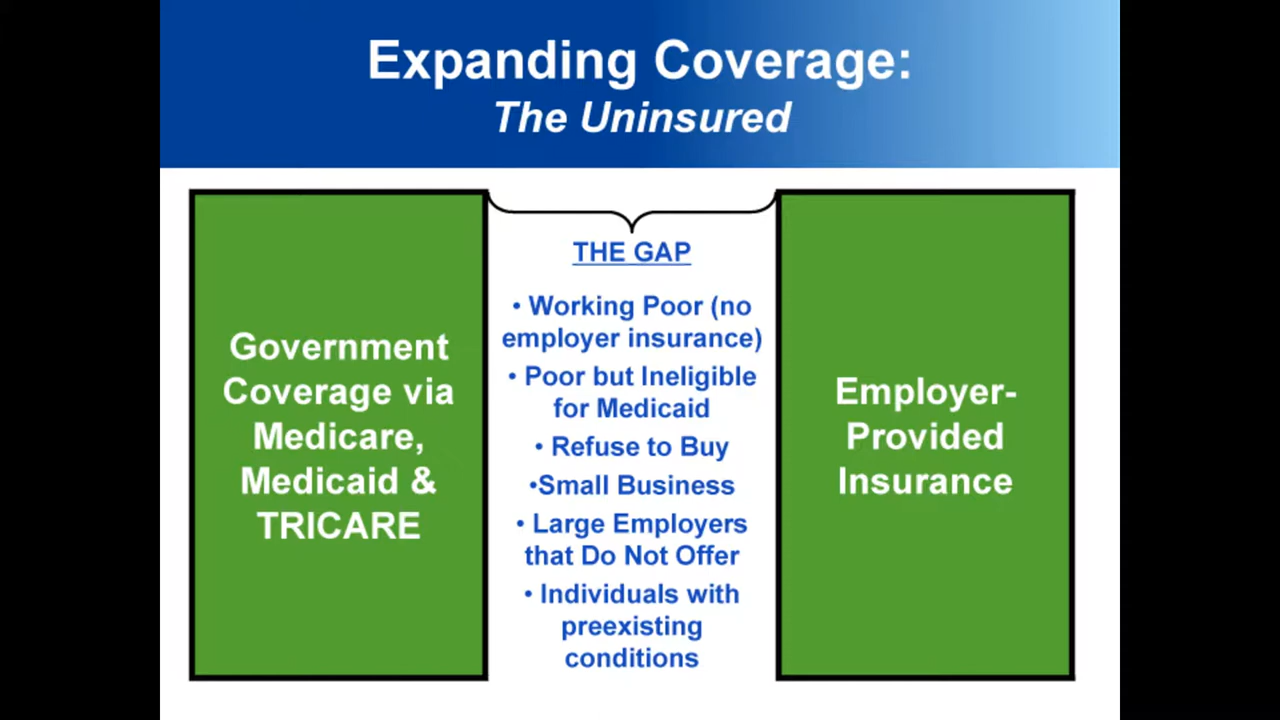 Expanding Coverage:
The Uninsured
Government
Coverage via
Medicare,
Medicaid &
TRICARE
THE GAP
• Working Poor (no
employer insurance)
• Poor but Ineligible
for Medicaid
• Refuse to Buy
•Small Business
• Large Employers
that Do Not Offer
• Individuals with
preexisting
conditions
Employer-
Provided
Insurance